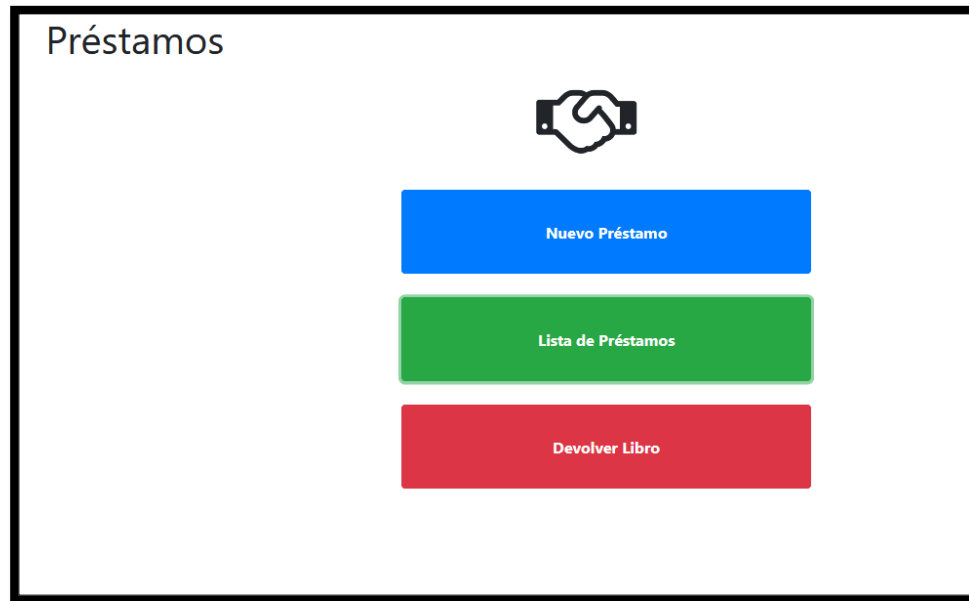 Préstamos
Nuevo Préstamo
Lista de Préstamos
Devolver Libro